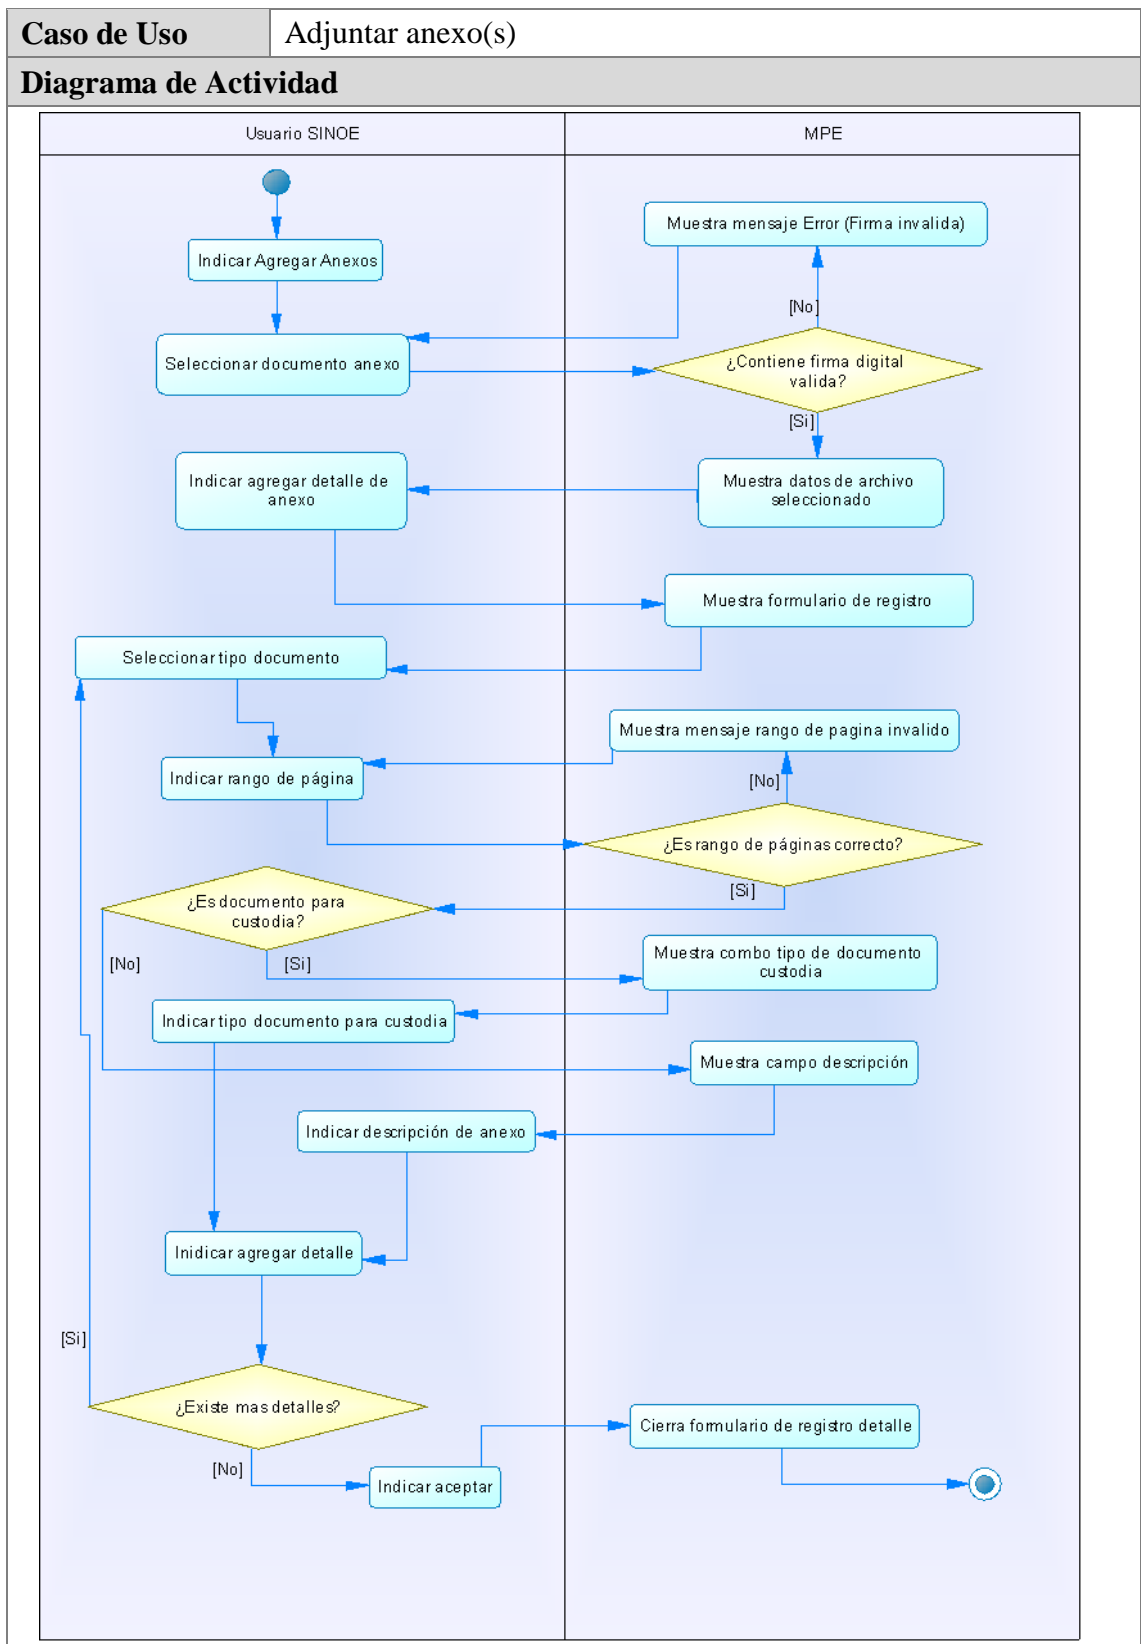 Caso de Uso
Adjuntar anexo(s)
Diagrama de Actividad
Usuario SINOE
MPE
Muestra mensaje Error (Firma invalida)
Indicar Agregar Anexos
[No]
Seleccionar documento anexo
¿Contiene firma digital
valida?
[Si]
Indicar agregar detalle de
anexo
Muestra datos de archivo
seleccionado
Muestra formulario de registro
Seleccionar tipo documento
Muestra mensaje rango de pagina invalido
Indicar rango de página
[No]
¿Es rango de páginas correcto?
[Si]
¿Es documento para
custodia?
Muestra combo tipo de documento
custodia
[No]
[Si]
Indicar tipo documento para custodia
Muestra campo descripción
Indicar descripción de anexo
Inidicar agregar detalle
[Si]
¿Existe mas detalles?
Cierra formulario de registro detalle
[No]
Indicar aceptar